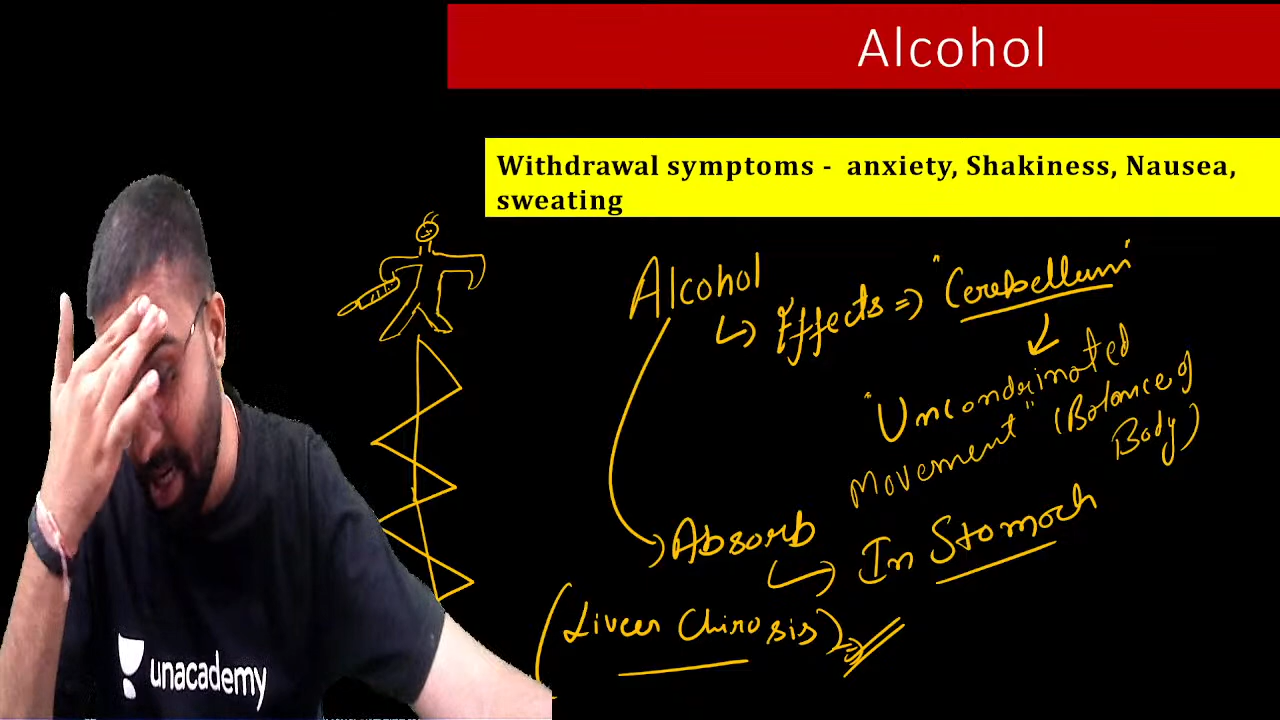 Alcohol
Withdrawal symptoms - anxiety, Shakiness, Nausea,
sweating
Alcohol
Effects => "Cerebellum"
"Uncondrinated
Movement" (Balance of
Body)
Absorb
In Stomach
(Liver Chirosis)
unacademy